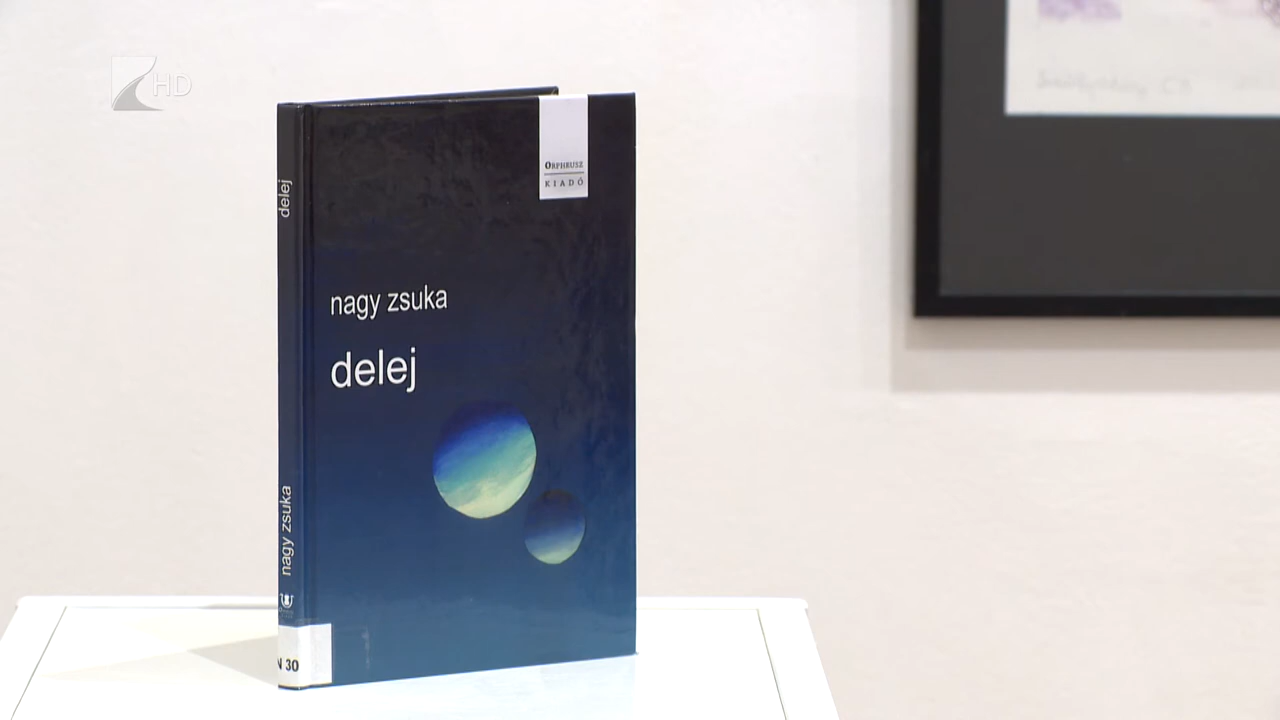 HD
ORPHEUSZ
KIADÓ
nagy zsuka
delej
delej
nagy zsuka
N 30